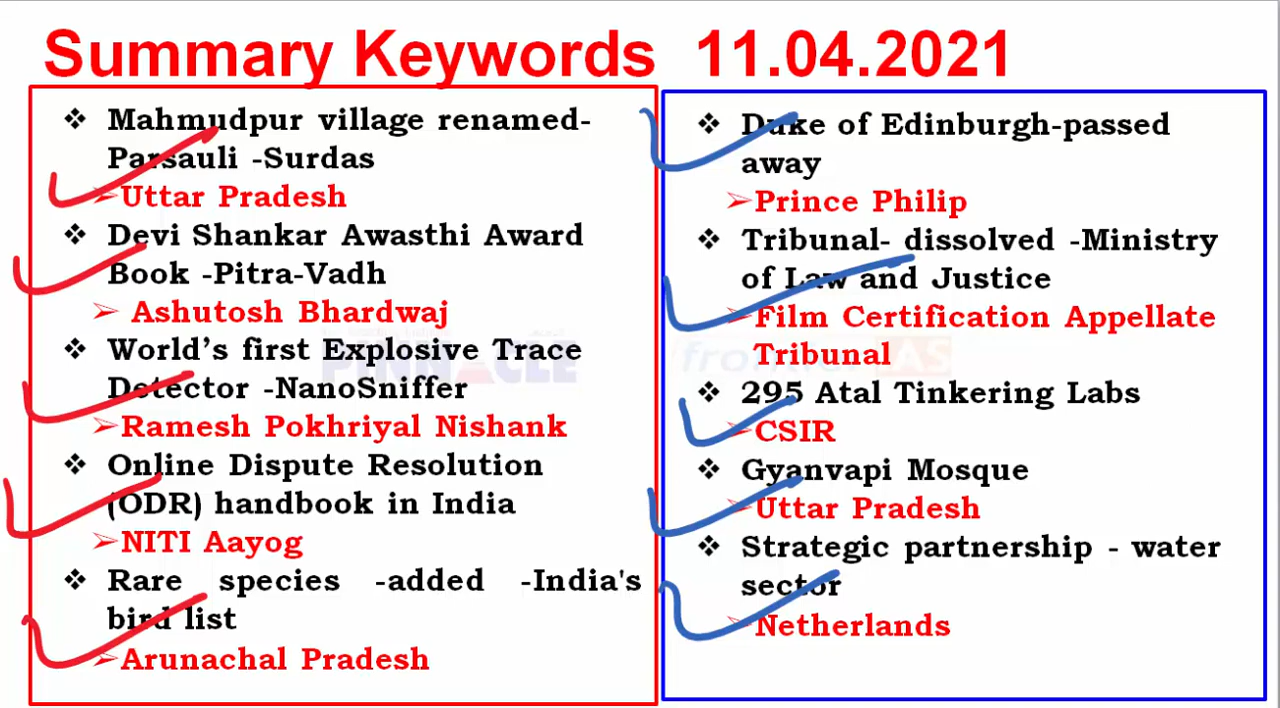 Summary Keywords 11.04.2021
❖ Mahmudpur village renamed-
Parsauli -Surdas
➢Uttar Pradesh
❖ Devi Shankar Awasthi Award
Book -Pitra-Vadh
➢ Ashutosh Bhardwaj
❖ World’s first Explosive Trace
Detector -NanoSniffer
➢Ramesh Pokhriyal Nishank
❖ Online Dispute Resolution
(ODR) handbook in India
➢NITI Aayog
❖ Rare species -added -India's
bird list
➢Arunachal Pradesh
❖ Duke of Edinburgh-passed
away
➢Prince Philip
❖ Tribunal- dissolved -Ministry
of Law and Justice
➢Film Certification Appellate
Tribunal
❖ 295 Atal Tinkering Labs
➢CSIR
❖ Gyanvapi Mosque
➢Uttar Pradesh
❖ Strategic partnership - water
sector
➢Netherlands
PINNACLE
frontier IAS